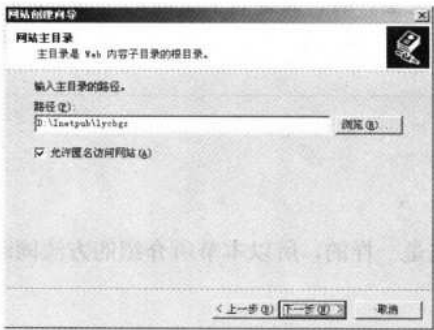 网站创建向导
网站主目录
主目录是 Web 内容子目录的根目录。
输入主目录的路径。
路径(P):
D:\Inetpub\lycbgs
浏览(R)...
允许匿名访问网站(A)
<上一步(B)
下一步(N) >
取消